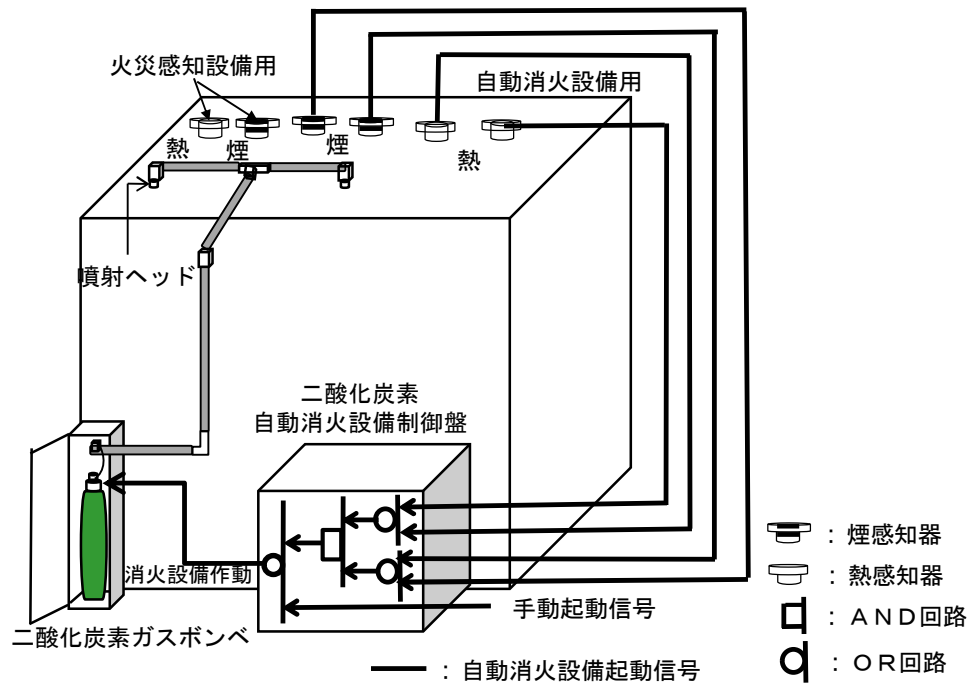 火災感知設備用
自動消火設備用
熱
煙
煙
熱
噴射ヘッド
二酸化炭素
自動消火設備制御盤
消火設備作動
手動起動信号
二酸化炭素ガスボンベ
：自動消火設備起動信号
：煙感知器
：熱感知器
：ＡＮＤ回路
：ＯＲ回路